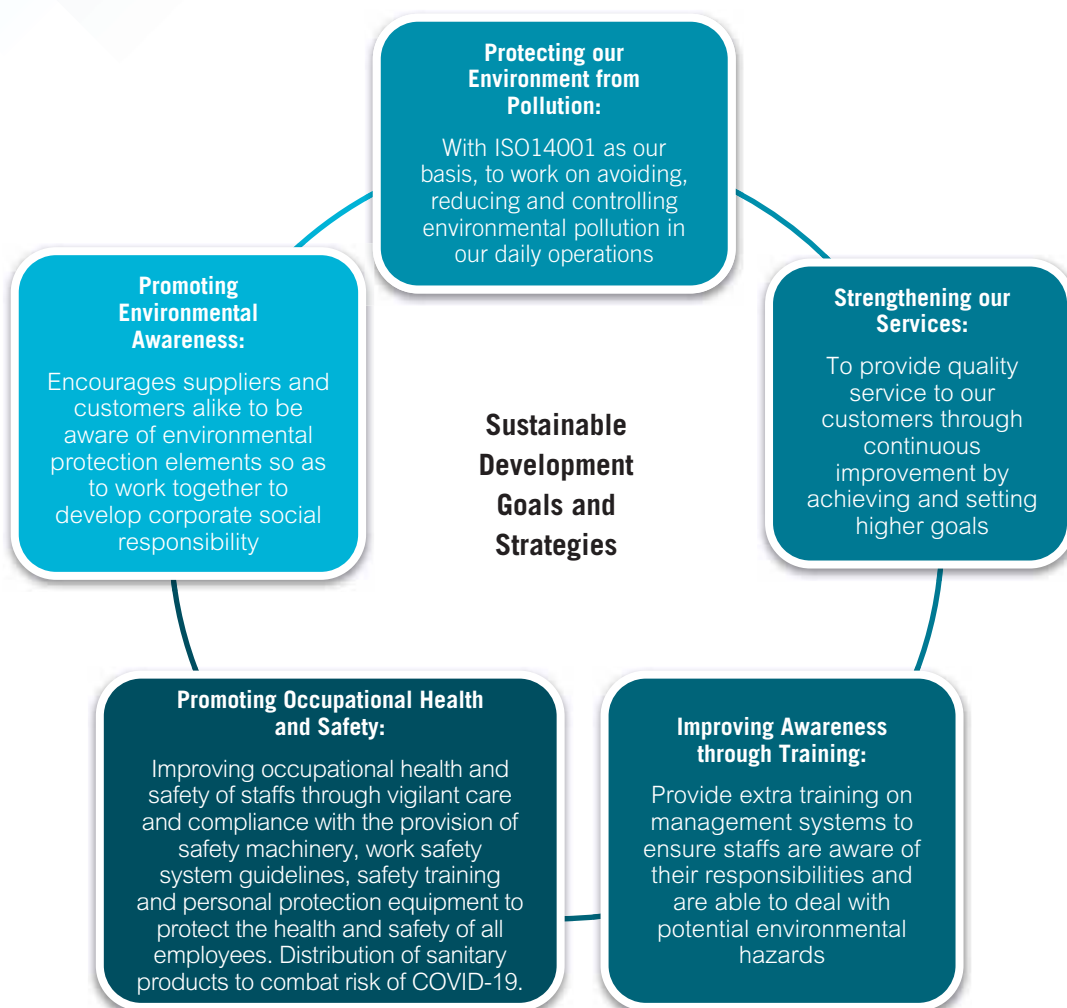 Protecting our
Environment from
Pollution:
With ISO14001 as our
basis, to work on avoiding,
reducing and controlling
environmental pollution in
our daily operations
Promoting
Environmental
Awareness:
Encourages suppliers and
customers alike to be
aware of environmental
protection elements so as
to work together to
develop corporate social
responsibility
Sustainable
Development
Goals and
Strategies
Strengthening our
Services:
To provide quality
service to our
customers through
continuous
improvement by
achieving and setting
higher goals
Promoting Occupational Health
and Safety:
Improving occupational health and
safety of staffs through vigilant care
and compliance with the provision of
safety machinery, work safety
system guidelines, safety training
and personal protection equipment to
protect the health and safety of all
employees. Distribution of sanitary
products to combat risk of COVID-19.
Improving Awareness
through Training:
Provide extra training on
management systems to
ensure staffs are aware of
their responsibilities and
are able to deal with
potential environmental
hazards